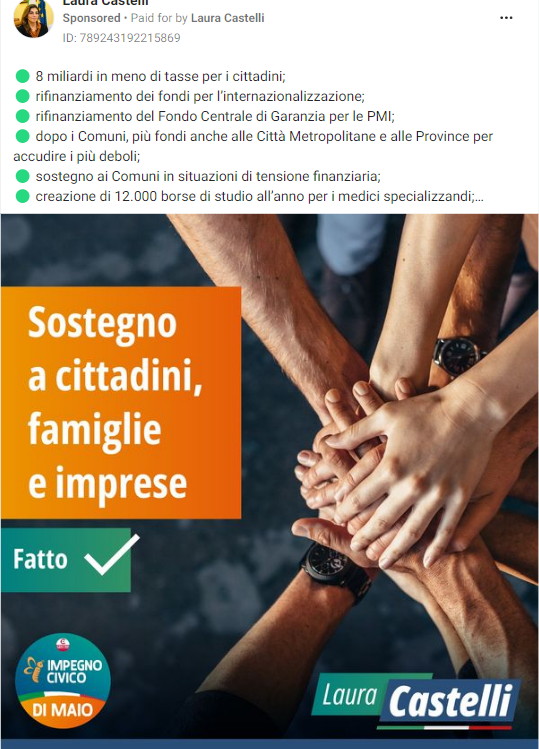 Laura Castelli
Sponsored • Paid for by Laura Castelli
ID: 789243192215869
8 miliardi in meno di tasse per i cittadini;
rifinanziamento dei fondi per l'internazionalizzazione;
rifinanziamento del Fondo Centrale di Garanzia per le PMI;
dopo i Comuni, più fondi anche alle Città Metropolitane e alle Province per
accudire i più deboli;
sostegno ai Comuni in situazioni di tensione finanziaria;
creazione di 12.000 borse di studio all'anno per i medici specializzandi;...
Sostegno
a cittadini,
famiglie
e imprese
Fatto
IMPEGNO
CIVICO
DI MAIO
Laura Castelli